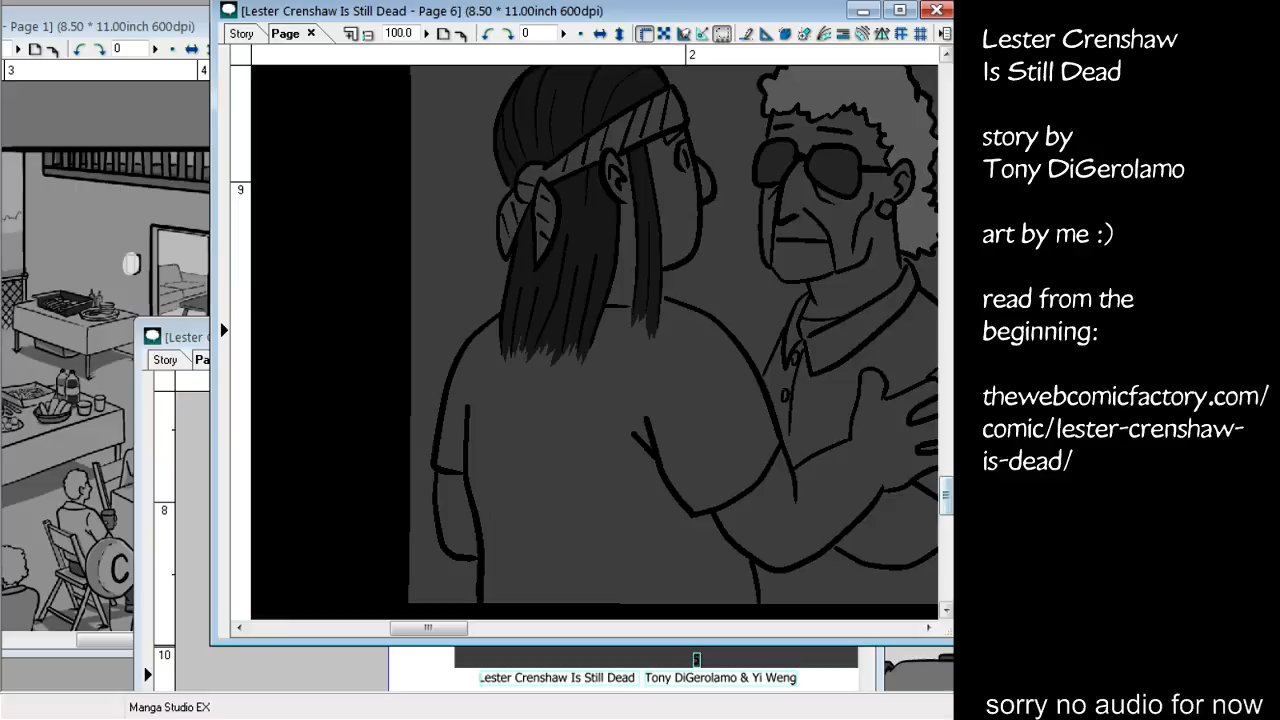 - Page 1] (8.50 * 11.00inch 600dpi)
0
3
4
[Lester Crenshaw Is Still Dead - Page 6] (8.50 * 11.00inch 600dpi)
Story
Page
100.0
0
2
9
[Lester
Story
Pa
8
10
C
5
Lester Crenshaw Is Still Dead
Tony DiGerolamo & Yi Weng
Manga Studio EX
Lester Crenshaw
Is Still Dead
story by
Tony DiGerolamo
art by me :)
read from the
beginning:
thewebcomicfactory.com/
comic/lester-crenshaw-
is-dead/
sorry no audio for now